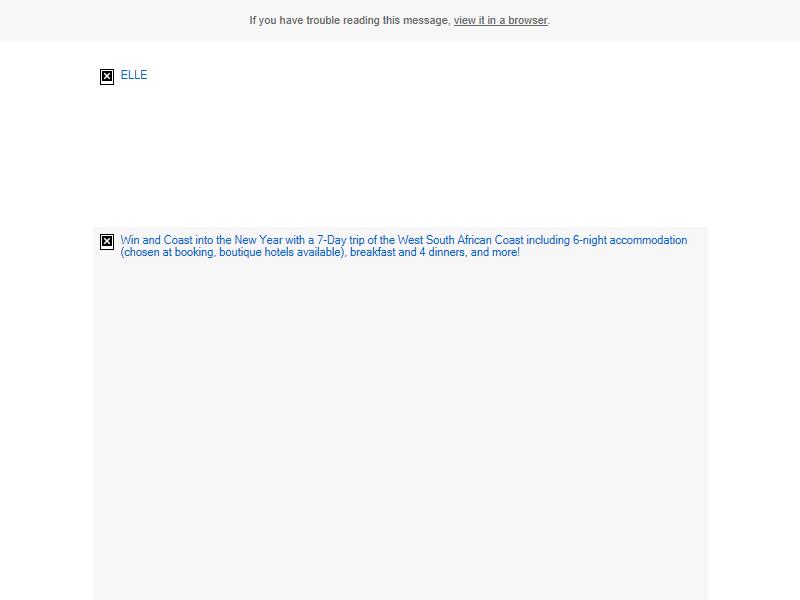 If you have trouble reading this message, view it in a browser.
ELLE
Win and Coast into the New Year with a 7-Day trip of the West South African Coast including 6-night accommodation
(chosen at booking, boutique hotels available), breakfast and 4 dinners, and more!